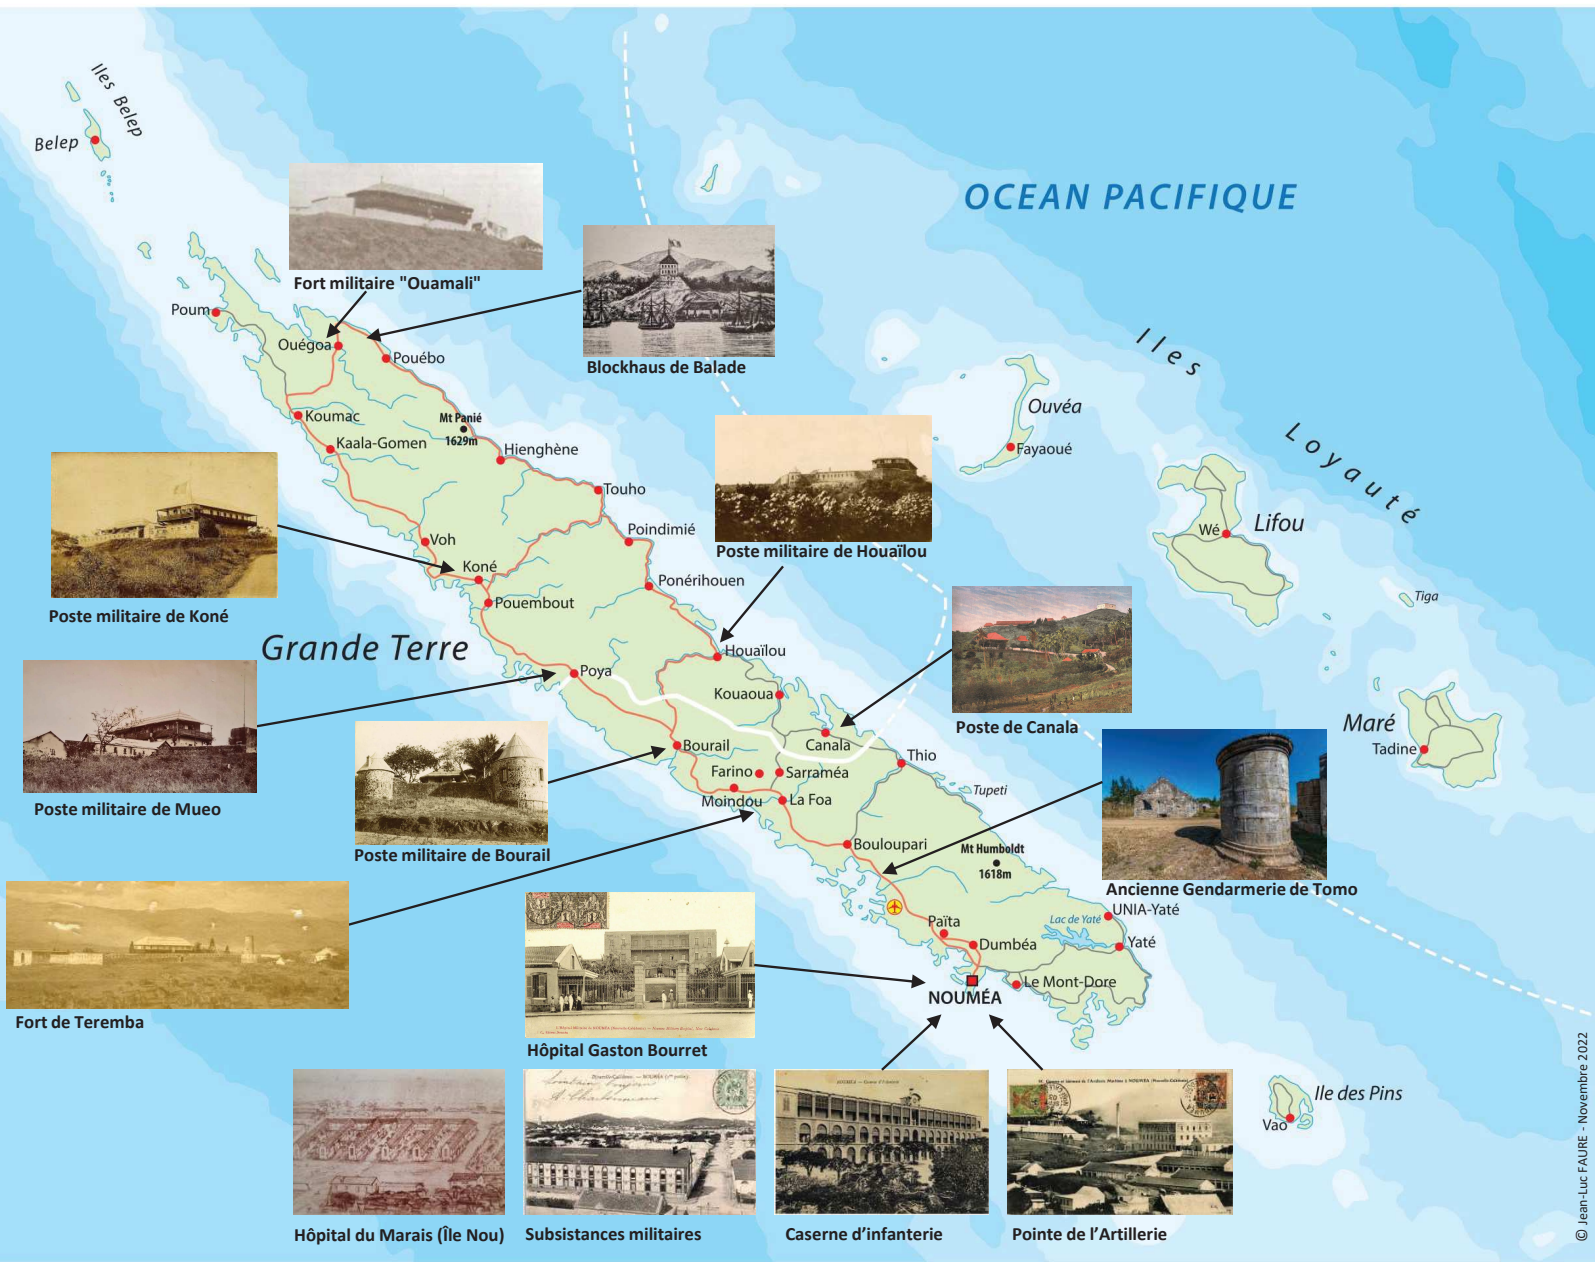 Iles Belep
Belep
OCEAN PACIFIQUE
Fort militaire "Ouamali"
Blockhaus de Balade
Poum
Ouégoa
Pouébo
Iles Loyauté
Ouvéa
Fayaoué
Koumac
Mt Panié
1629m
Kaala-Gomen
Hienghène
Touho
Wé
Lifou
Voh
Poindimié
Poste militaire de Houaïlou
Koné
Ponérihouen
Tiga
Poste militaire de Koné
Pouembout
Grande Terre
Houaïlou
Poya
Kouaoua
Maré
Tadine
Poste de Canala
Canala
Bourail
Thio
Farino
Sarraméa
Tupeti
Moindou
La Foa
Poste militaire de Mueo
Bouloupari
Mt Humboldt
1618m
Poste militaire de Bourail
Ancienne Gendarmerie de Tomo
UNIA-Yaté
Lac de Yaté
Païta
Dumbéa
Yaté
Le Mont-Dore
NOUMÉA
Fort de Teremba
Hôpital Gaston Bourret
Ile des Pins
Vao
Hôpital du Marais (Île Nou)
Subsistances militaires
Caserne d'infanterie
Pointe de l'Artillerie
© Jean-Luc FAURE - Novembre 2022